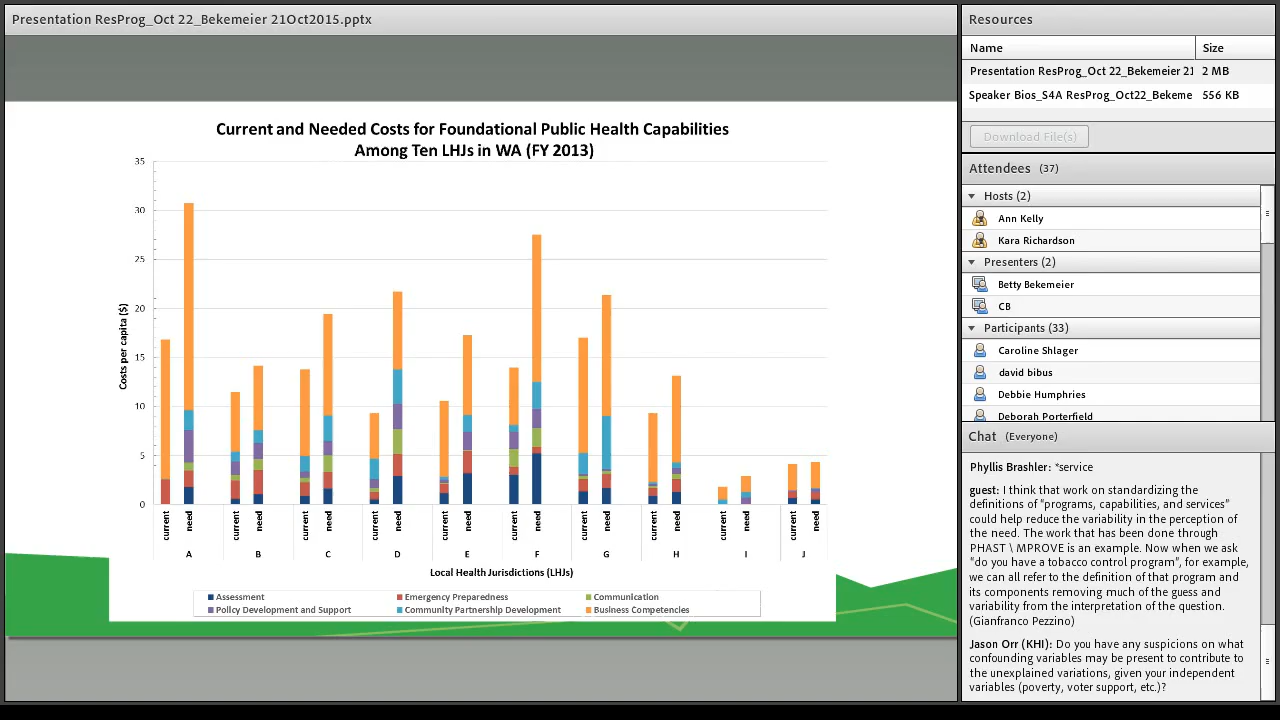 Presentation ResProg_Oct 22_Bekemeier 21Oct2015.pptx
Current and Needed Costs for Foundational Public Health Capabilities
Among Ten LHJs in WA (FY 2013)
Costs per capita ($)
35
30
25
20
15
10
5
0
current need current need current need current need current need current need current need current need current need current need
A B C D E F G H I J
Local Health Jurisdictions (LHJs)
Assessment Emergency Preparedness Communication
Policy Development and Support Community Partnership Development Business Competencies
Resources
Name Size
Presentation ResProg_Oct 22_Bekemeier 21 2 MB
Speaker Bios_S4A ResProg_Oct22_Bekeme 556 KB
Download File(s)
Attendees (37)
Hosts (2)
Ann Kelly
Kara Richardson
Presenters (2)
Betty Bekemeier
CB
Participants (33)
Caroline Shlager
david bibus
Debbie Humphries
Deborah Porterfield
Chat (Everyone)
Phyllis Brashler: *service
guest: I think that work on standardizing the
definitions of "programs, capabilities, and services"
could help reduce the variability in the perception of
the need. The work that has been done through
PHAST \ MPROVE is an example. Now when we ask
"do you have a tobacco control program", for example,
we can all refer to the definition of that program and
its components removing much of the guess and
variability from the interpretation of the question.
(Gianfranco Pezzino)
Jason Orr (KHI): Do you have any suspicions on what
confounding variables may be present to contribute to
the unexplained variations, given your independent
variables (poverty, voter support, etc.)?